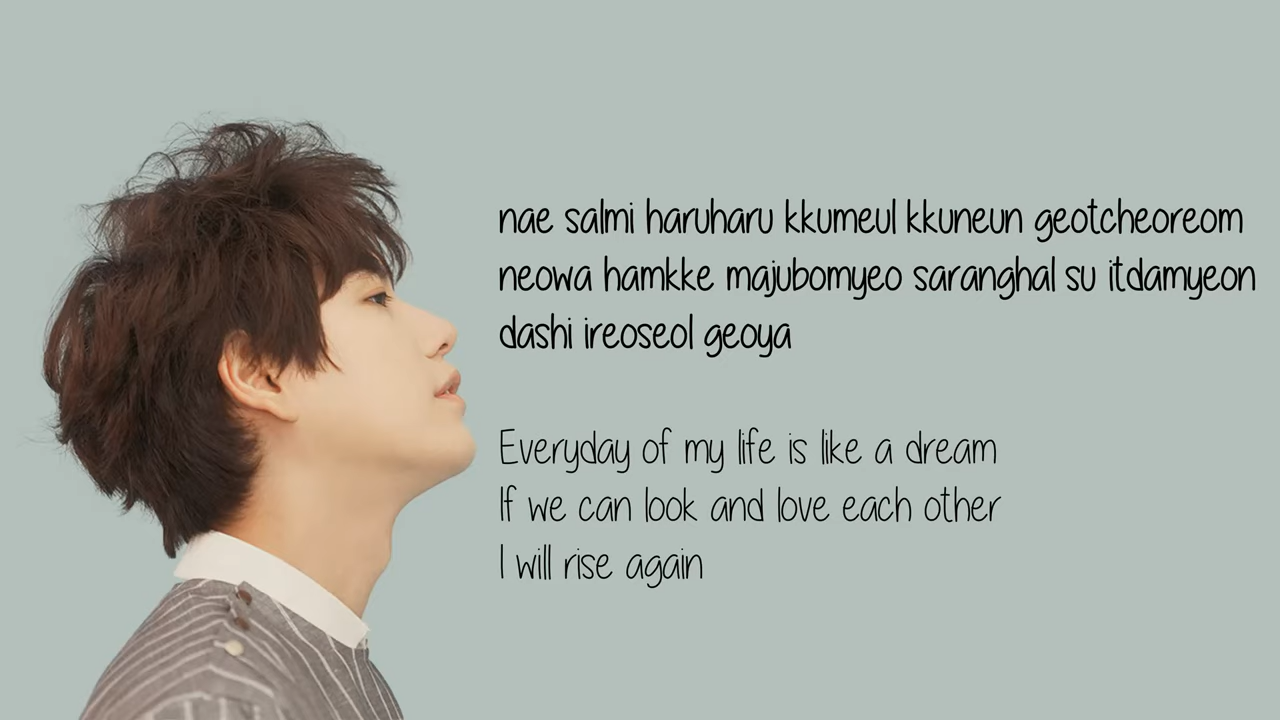 nae salmi haruharu kkumeul kkuneun geotcheoreom
neowa hamkke majubomyeo saranghal su itdamyeon
dashi ireoseol geoya
Everyday of my life is like a dream
If we can look and love each other
I will rise again